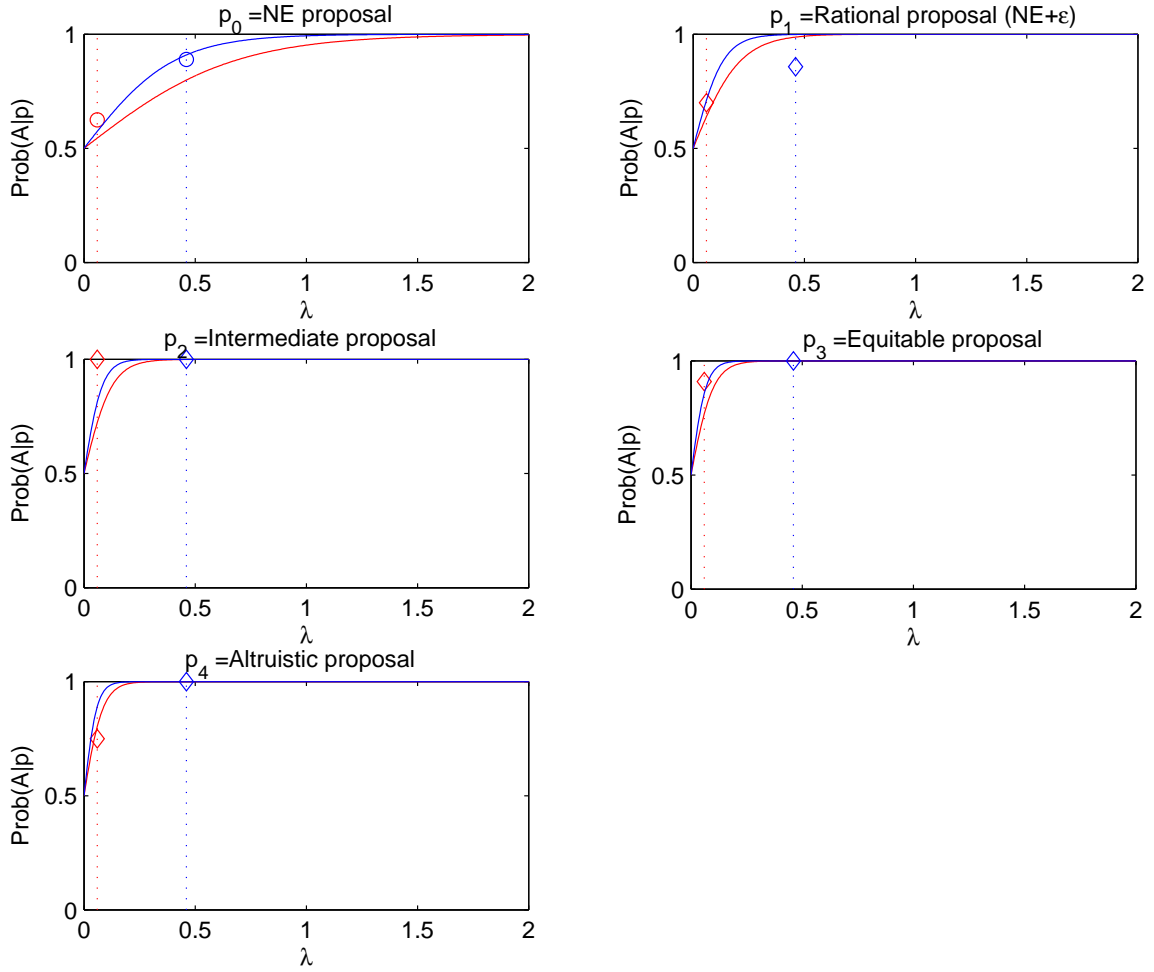 p0 =NE proposal
1
0.5
0
Prob(A|p)
0 0.5 1 1.5 2
λ
p1 =Rational proposal (NE+ε)
1
0.5
0
Prob(A|p)
0 0.5 1 1.5 2
λ
p2 =Intermediate proposal
1
0.5
0
Prob(A|p)
0 0.5 1 1.5 2
λ
p3 =Equitable proposal
1
0.5
0
Prob(A|p)
0 0.5 1 1.5 2
λ
p4 =Altruistic proposal
1
0.5
0
Prob(A|p)
0 0.5 1 1.5 2
λ